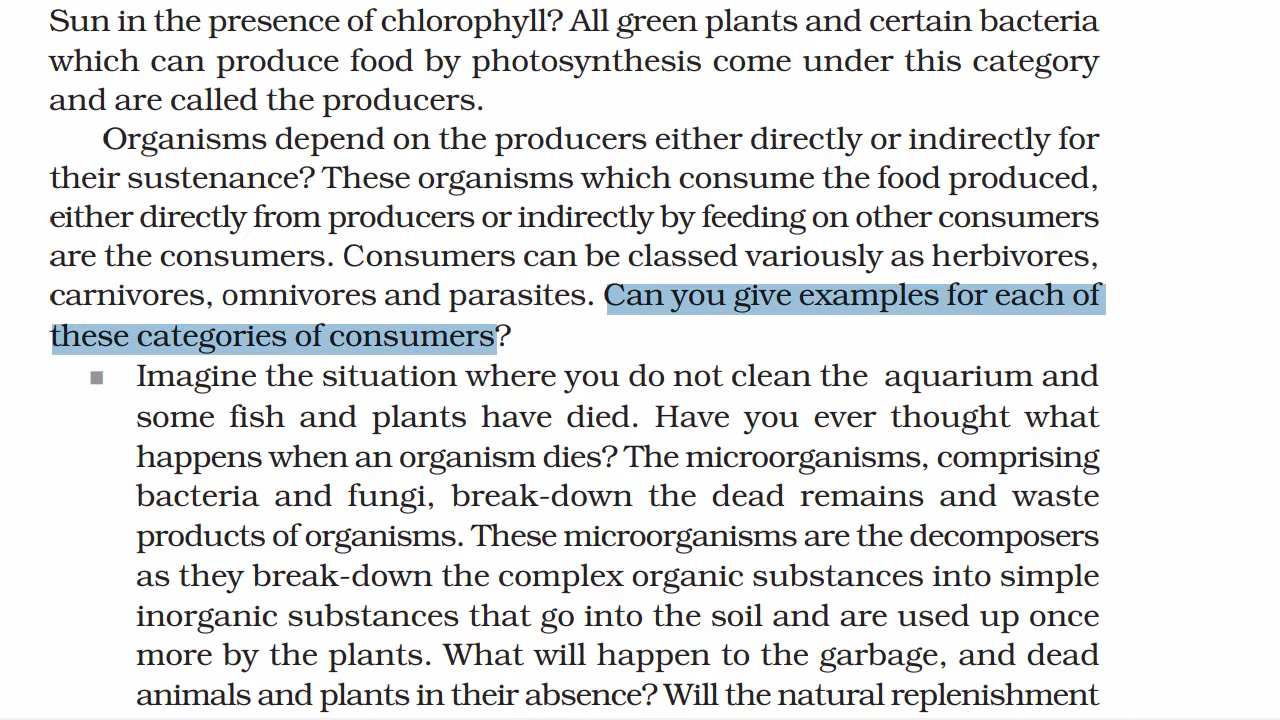 Sun in the presence of chlorophyll? All green plants and certain bacteria
which can produce food by photosynthesis come under this category
and are called the producers.
Organisms depend on the producers either directly or indirectly for
their sustenance? These organisms which consume the food produced,
either directly from producers or indirectly by feeding on other consumers
are the consumers. Consumers can be classed variously as herbivores,
carnivores, omnivores and parasites. Can you give examples for each of
these categories of consumers?
■ Imagine the situation where you do not clean the aquarium and
some fish and plants have died. Have you ever thought what
happens when an organism dies? The microorganisms, comprising
bacteria and fungi, break-down the dead remains and waste
products of organisms. These microorganisms are the decomposers
as they break-down the complex organic substances into simple
inorganic substances that go into the soil and are used up once
more by the plants. What will happen to the garbage, and dead
animals and plants in their absence? Will the natural replenishment